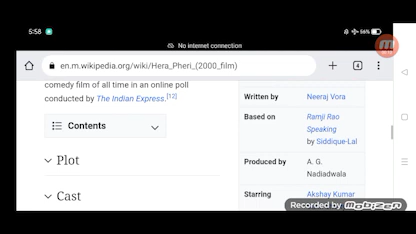 5:58
56%
No internet connection
en.m.wikipedia.org/wiki/Hera_Pheri_(2000_film)
4
comedy film of all time in an online poll
conducted by The Indian Express.[12]
Contents
Plot
Cast
Written by Neeraj Vora
Based on Ramji Rao
Speaking
by Siddique-Lal
Produced by A. G.
Nadiadwala
Starring Akshay Kumar
Recorded by MOBIZEN